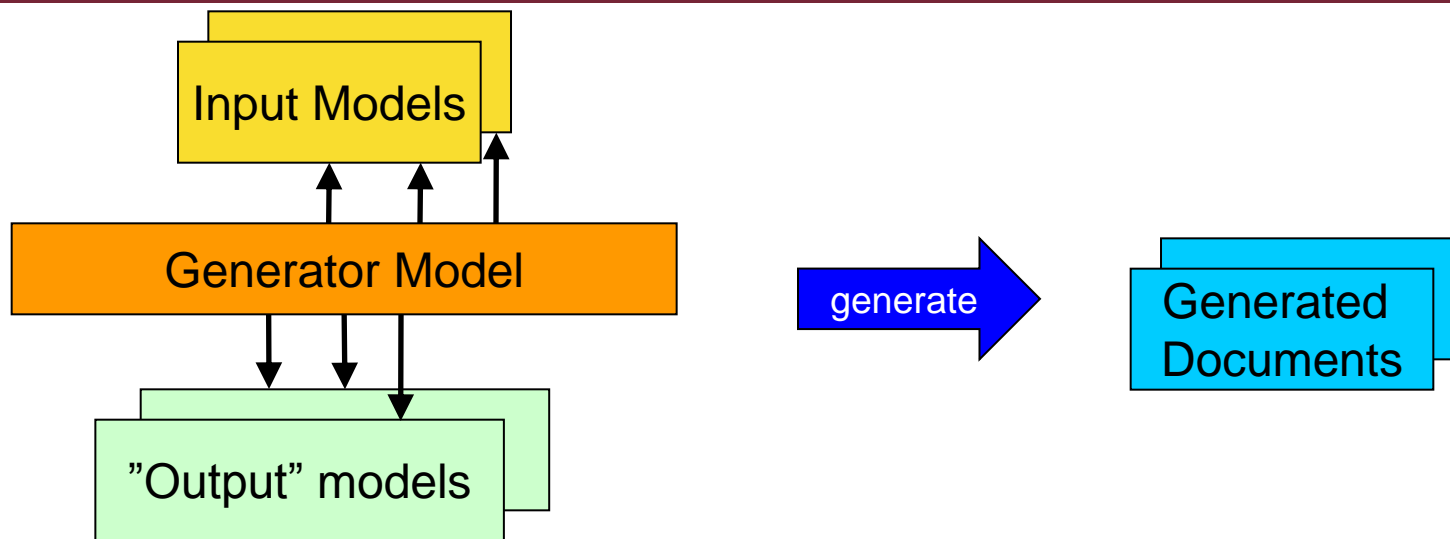 Input Models
Generator Model
generate
Generated
Documents
”Output” models